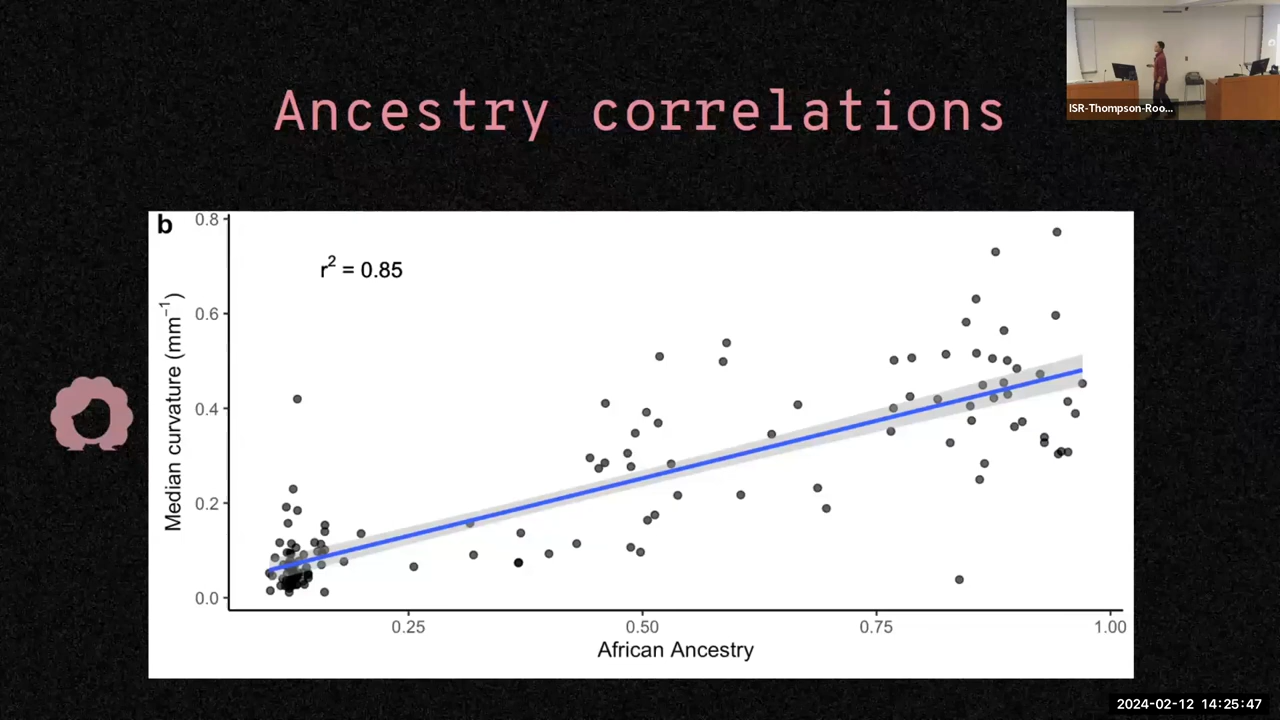 Ancestry correlations
ISR-Thompson-Roo...
b
r² = 0.85
Median curvature (mm⁻¹)
0.8
0.6
0.4
0.2
0.0
0.25 0.50 0.75 1.00
African Ancestry
2024-02-12 14:25:47